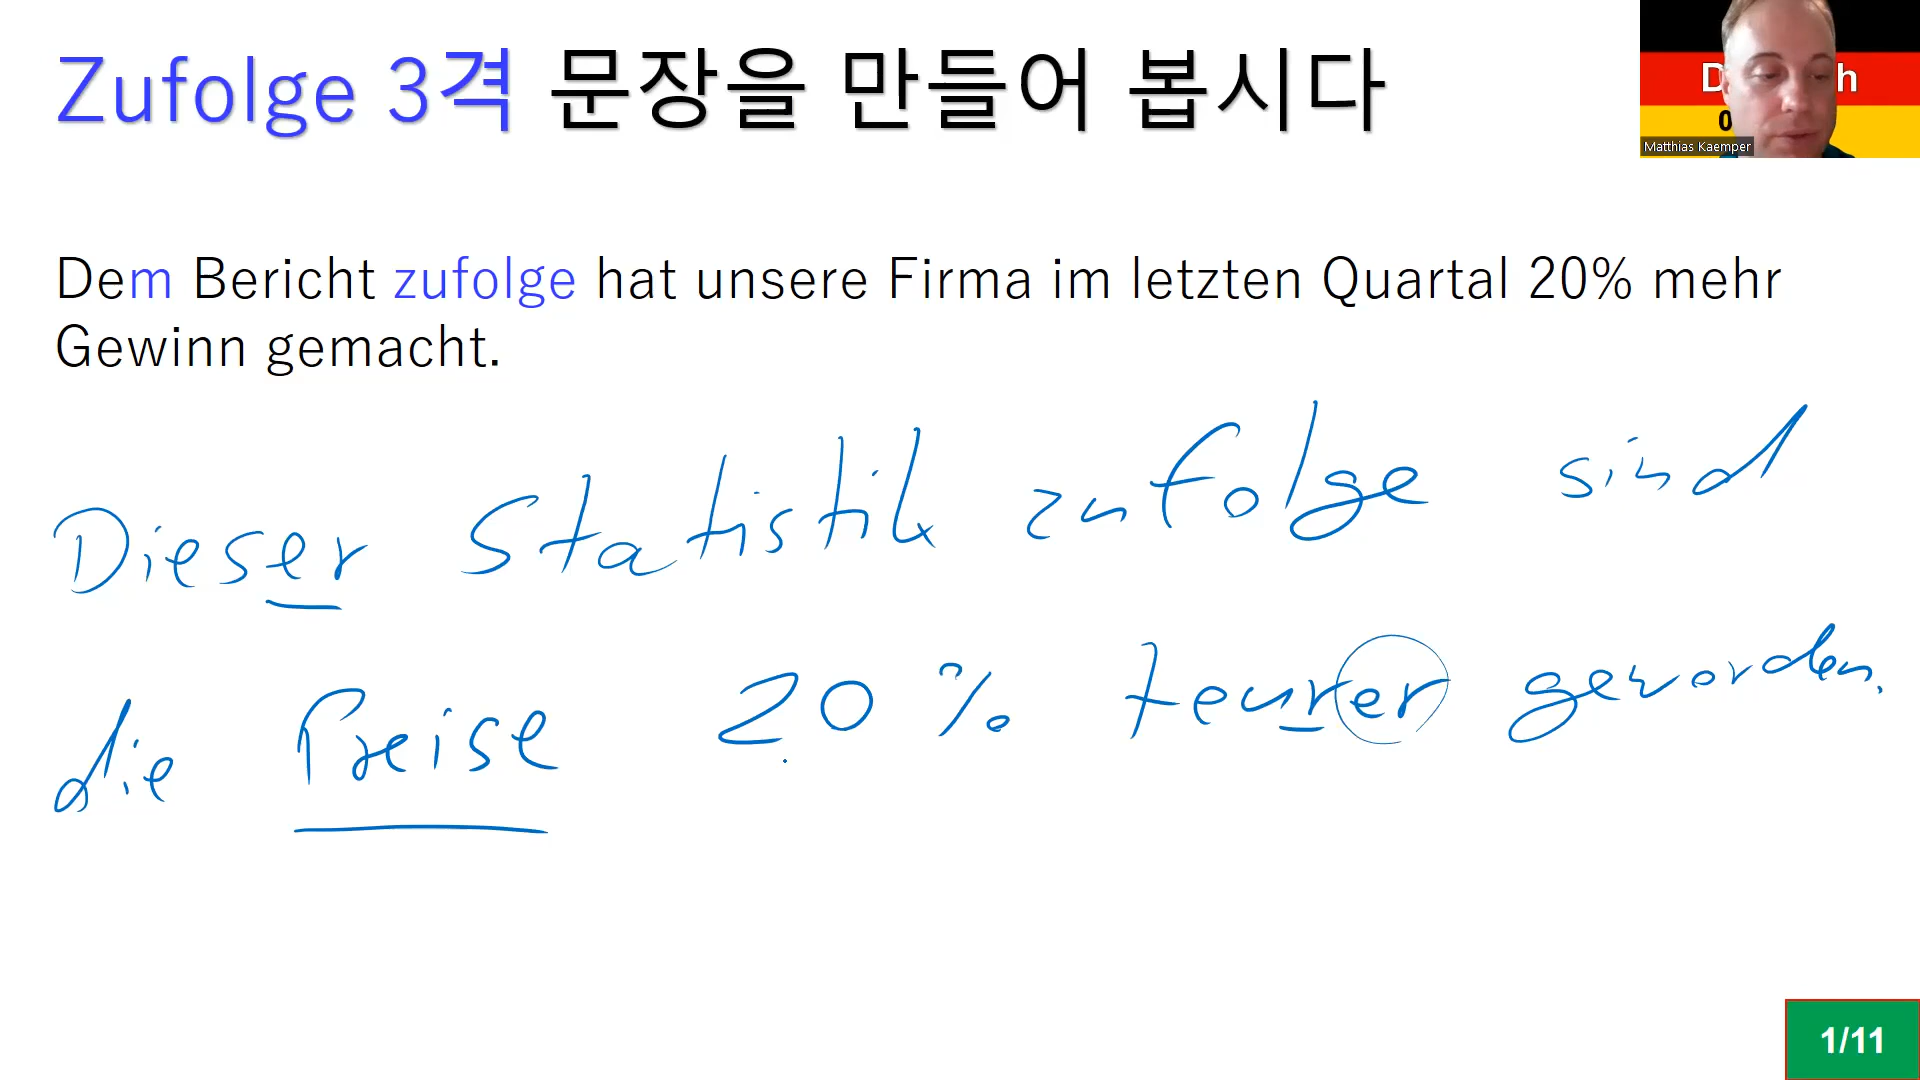 Zufolge 3격 문장을 만들어 봅시다
Matthias Kaemper
Dem Bericht zufolge hat unsere Firma im letzten Quartal 20% mehr
Gewinn gemacht.
Dieser Statistik zufolge sind
die Preise 20% teurer geworden.
1/11